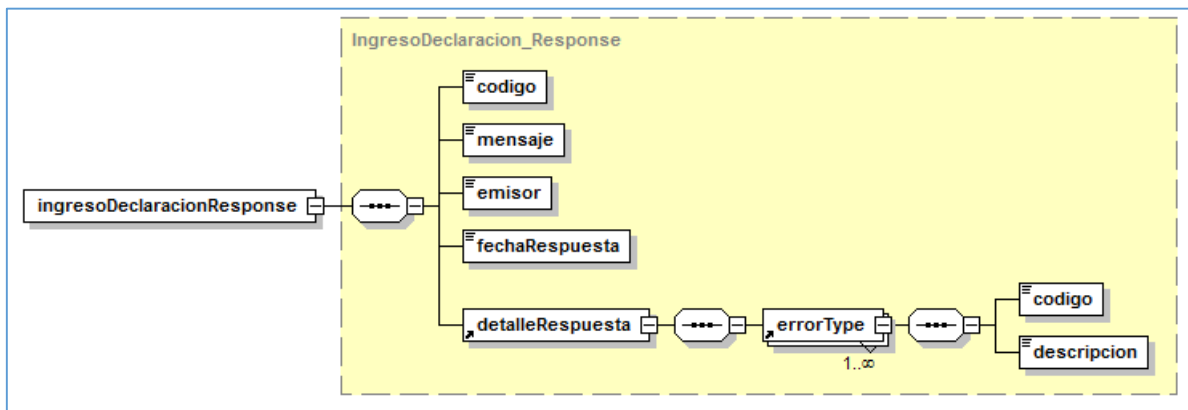 IngresoDeclaracion_Response
codigo
mensaje
emisor
ingresoDeclaracionResponse
fechaRespuesta
codigo
detalleRespuesta
errorType
descripcion
1..∞